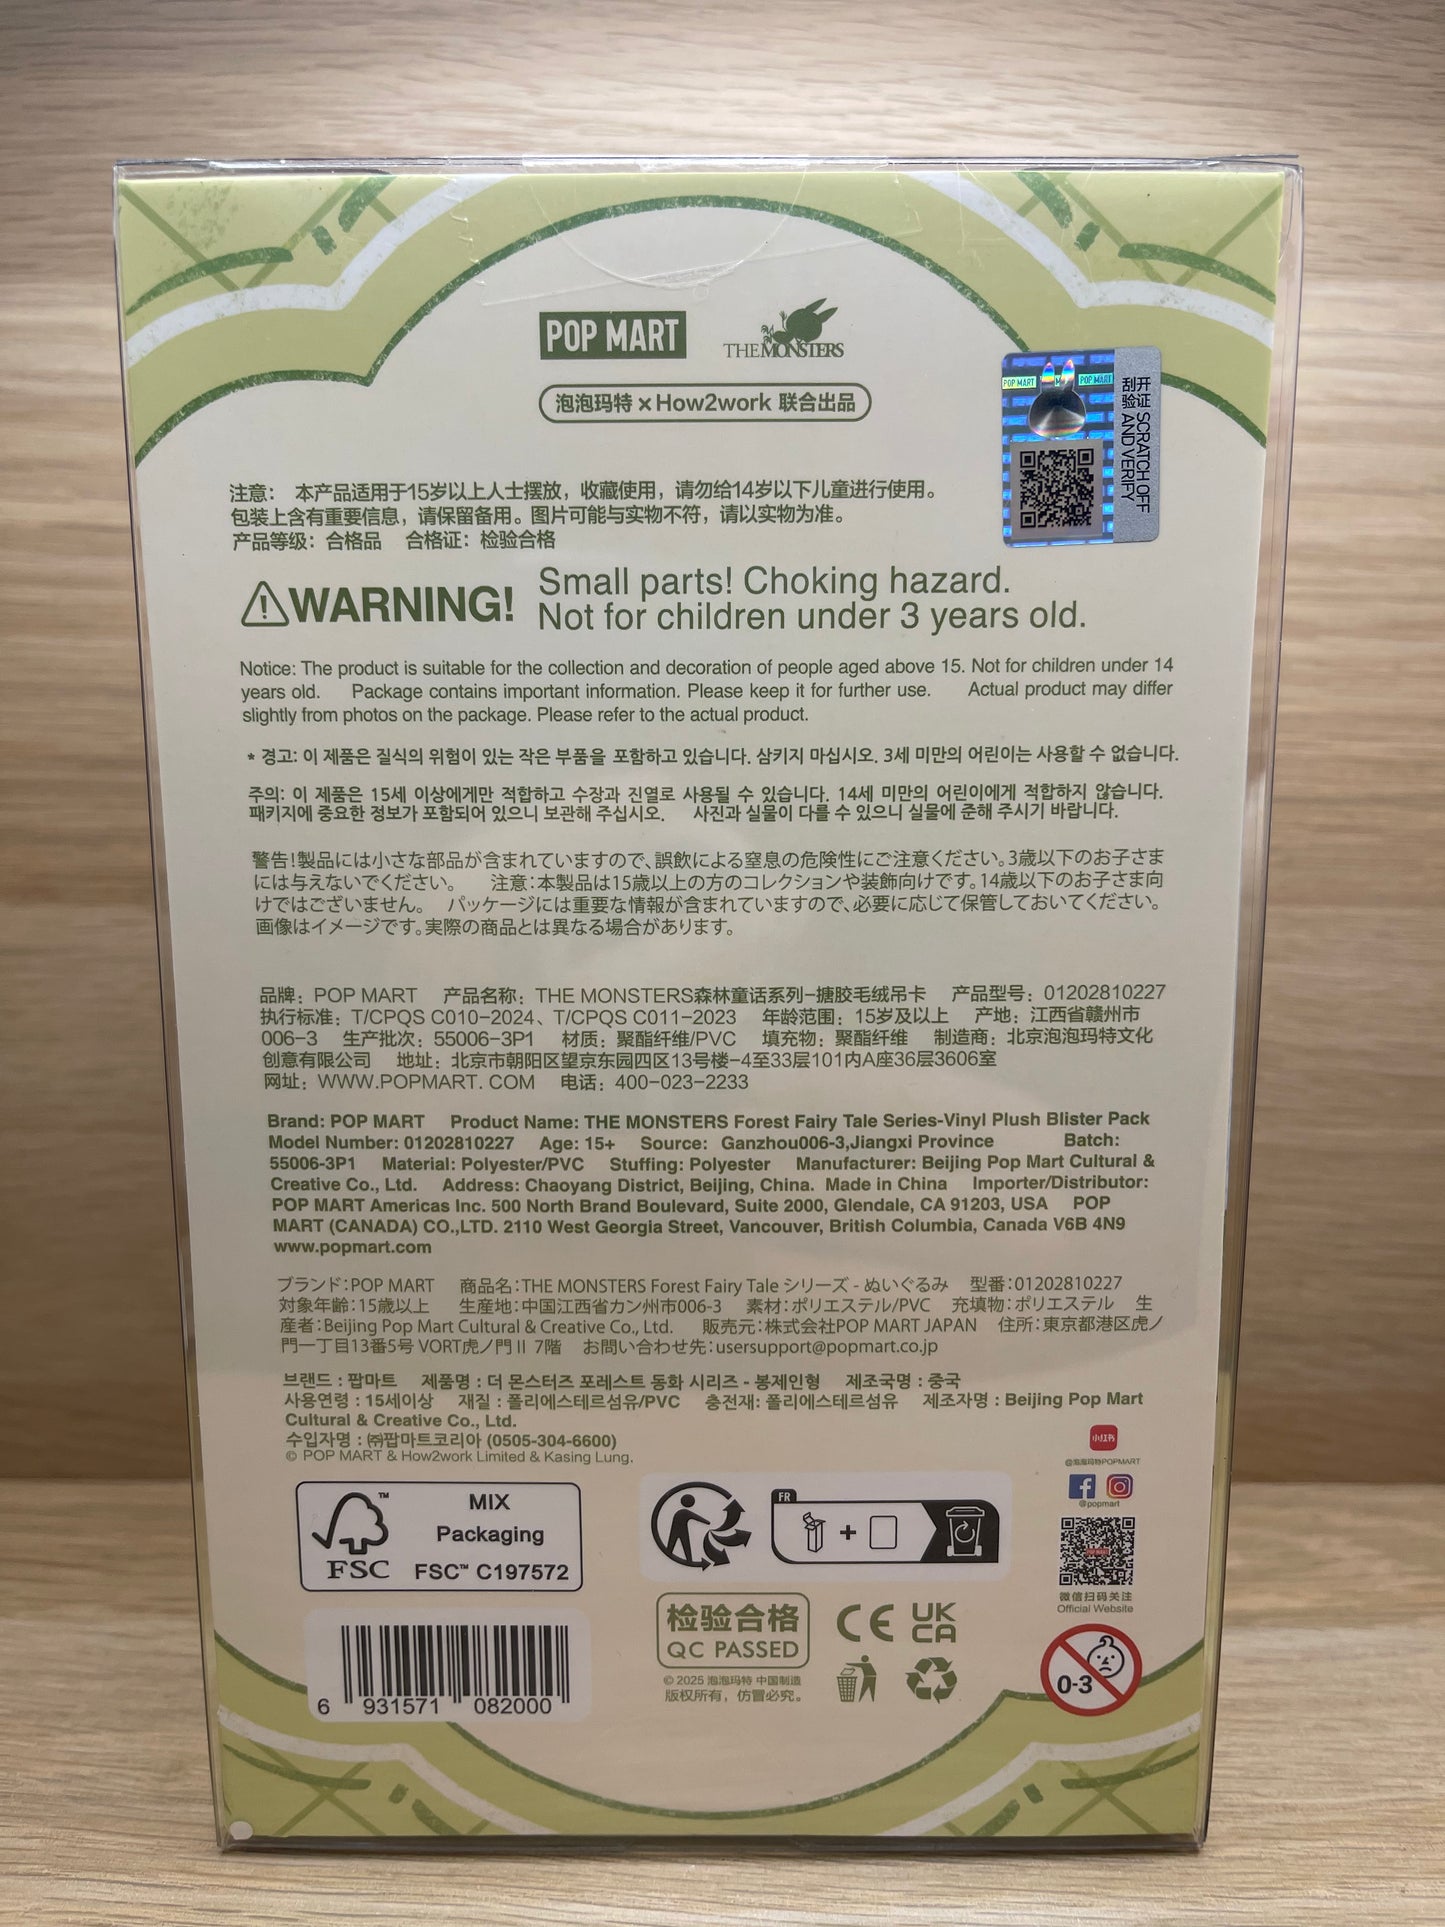 POP MART
THE MONSTERS
泡泡玛特 × How2work 联合出品
POP MART M POP MART
开证 SCRATCH OFF
刮验 AND VERIFY
注意： 本产品适用于15岁以上人士摆放，收藏使用，请勿给14岁以下儿童进行使用。
包装上含有重要信息，请保留备用。图片可能与实物不符，请以实物为准。
产品等级：合格品 合格证：检验合格
WARNING!
Small parts! Choking hazard.
Not for children under 3 years old.
Notice: The product is suitable for the collection and decoration of people aged above 15. Not for children under 14
years old. Package contains important information. Please keep it for further use. Actual product may differ
slightly from photos on the package. Please refer to the actual product.
* 경고: 이 제품은 질식의 위험이 있는 작은 부품을 포함하고 있습니다. 삼키지 마십시오. 3세 미만의 어린이는 사용할 수 없습니다.
주의: 이 제품은 15세 이상에게만 적합하고 수장과 진열로 사용될 수 있습니다. 14세 미만의 어린이에게 적합하지 않습니다.
패키지에 중요한 정보가 포함되어 있으니 보관해 주십시오. 사진과 실물이 다를 수 있으니 실물에 준해 주시기 바랍니다.
警告！製品には小さな部品が含まれていますので、誤飲による窒息の危険性にご注意ください。3歳以下のお子さま
には与えないでください。 注意：本製品は15歳以上の方のコレクションや装飾向けです。14歳以下のお子さま向
けではございません。 パッケージには重要な情報が含まれていますので、必要に応じて保管しておいてください。
画像はイメージです。実際の商品とは異なる場合があります。
品牌：POP MART 产品名称：THE MONSTERS森林童话系列-搪胶毛绒吊卡 产品型号：01202810227
执行标准：T/CPQS C010-2024、T/CPQS C011-2023 年龄范围：15岁及以上 产地：江西省赣州市
006-3 生产批次：55006-3P1 材质：聚酯纤维/PVC 填充物：聚酯纤维 制造商：北京泡泡玛特文化
创意有限公司 地址：北京市朝阳区望京东园四区13号楼-4至33层101内A座36层3606室
网址：WWW.POPMART.COM 电话：400-023-2233
Brand: POP MART Product Name: THE MONSTERS Forest Fairy Tale Series-Vinyl Plush Blister Pack
Model Number: 01202810227 Age: 15+ Source: Ganzhou006-3,Jiangxi Province Batch:
55006-3P1 Material: Polyester/PVC Stuffing: Polyester Manufacturer: Beijing Pop Mart Cultural &
Creative Co., Ltd. Address: Chaoyang District, Beijing, China. Made in China Importer/Distributor:
POP MART Americas Inc. 500 North Brand Boulevard, Suite 2000, Glendale, CA 91203, USA POP
MART (CANADA) CO.,LTD. 2110 West Georgia Street, Vancouver, British Columbia, Canada V6B 4N9
www.popmart.com
ブランド：POP MART 商品名：THE MONSTERS Forest Fairy Tale シリーズ - ぬいぐるみ 型番：01202810227
対象年齢：15歳以上 生産地：中国江西省カン州市006-3 素材：ポリエステル/PVC 充填物：ポリエステル 生
産者：Beijing Pop Mart Cultural & Creative Co., Ltd. 販売元：株式会社POP MART JAPAN 住所：東京都港区虎ノ
門一丁目13番5号 VORT虎ノ門Ⅱ 7階 お問い合わせ先：usersupport@popmart.co.jp
브랜드 : 팝마트 제품명 : 더 몬스터즈 포레스트 동화 시리즈 - 봉제인형 제조국명 : 중국
사용연령 : 15세이상 재질 : 폴리에스테르섬유/PVC 충전재: 폴리에스테르섬유 제조자명 : Beijing Pop Mart
Cultural & Creative Co., Ltd.
수입자명 : ㈜팝마트코리아 (0505-304-6600)
© POP MART & How2work Limited & Kasing Lung.
小红书
@泡泡玛特POPMART
@popmart
POP MART
微信扫码关注
Official Website
FSC™
MIX
Packaging
FSC™ C197572
FR
+
6 931571 082000
检验合格
QC PASSED
© 2025 泡泡玛特 中国制造
版权所有，仿冒必究。
CE
UK
CA
0-3